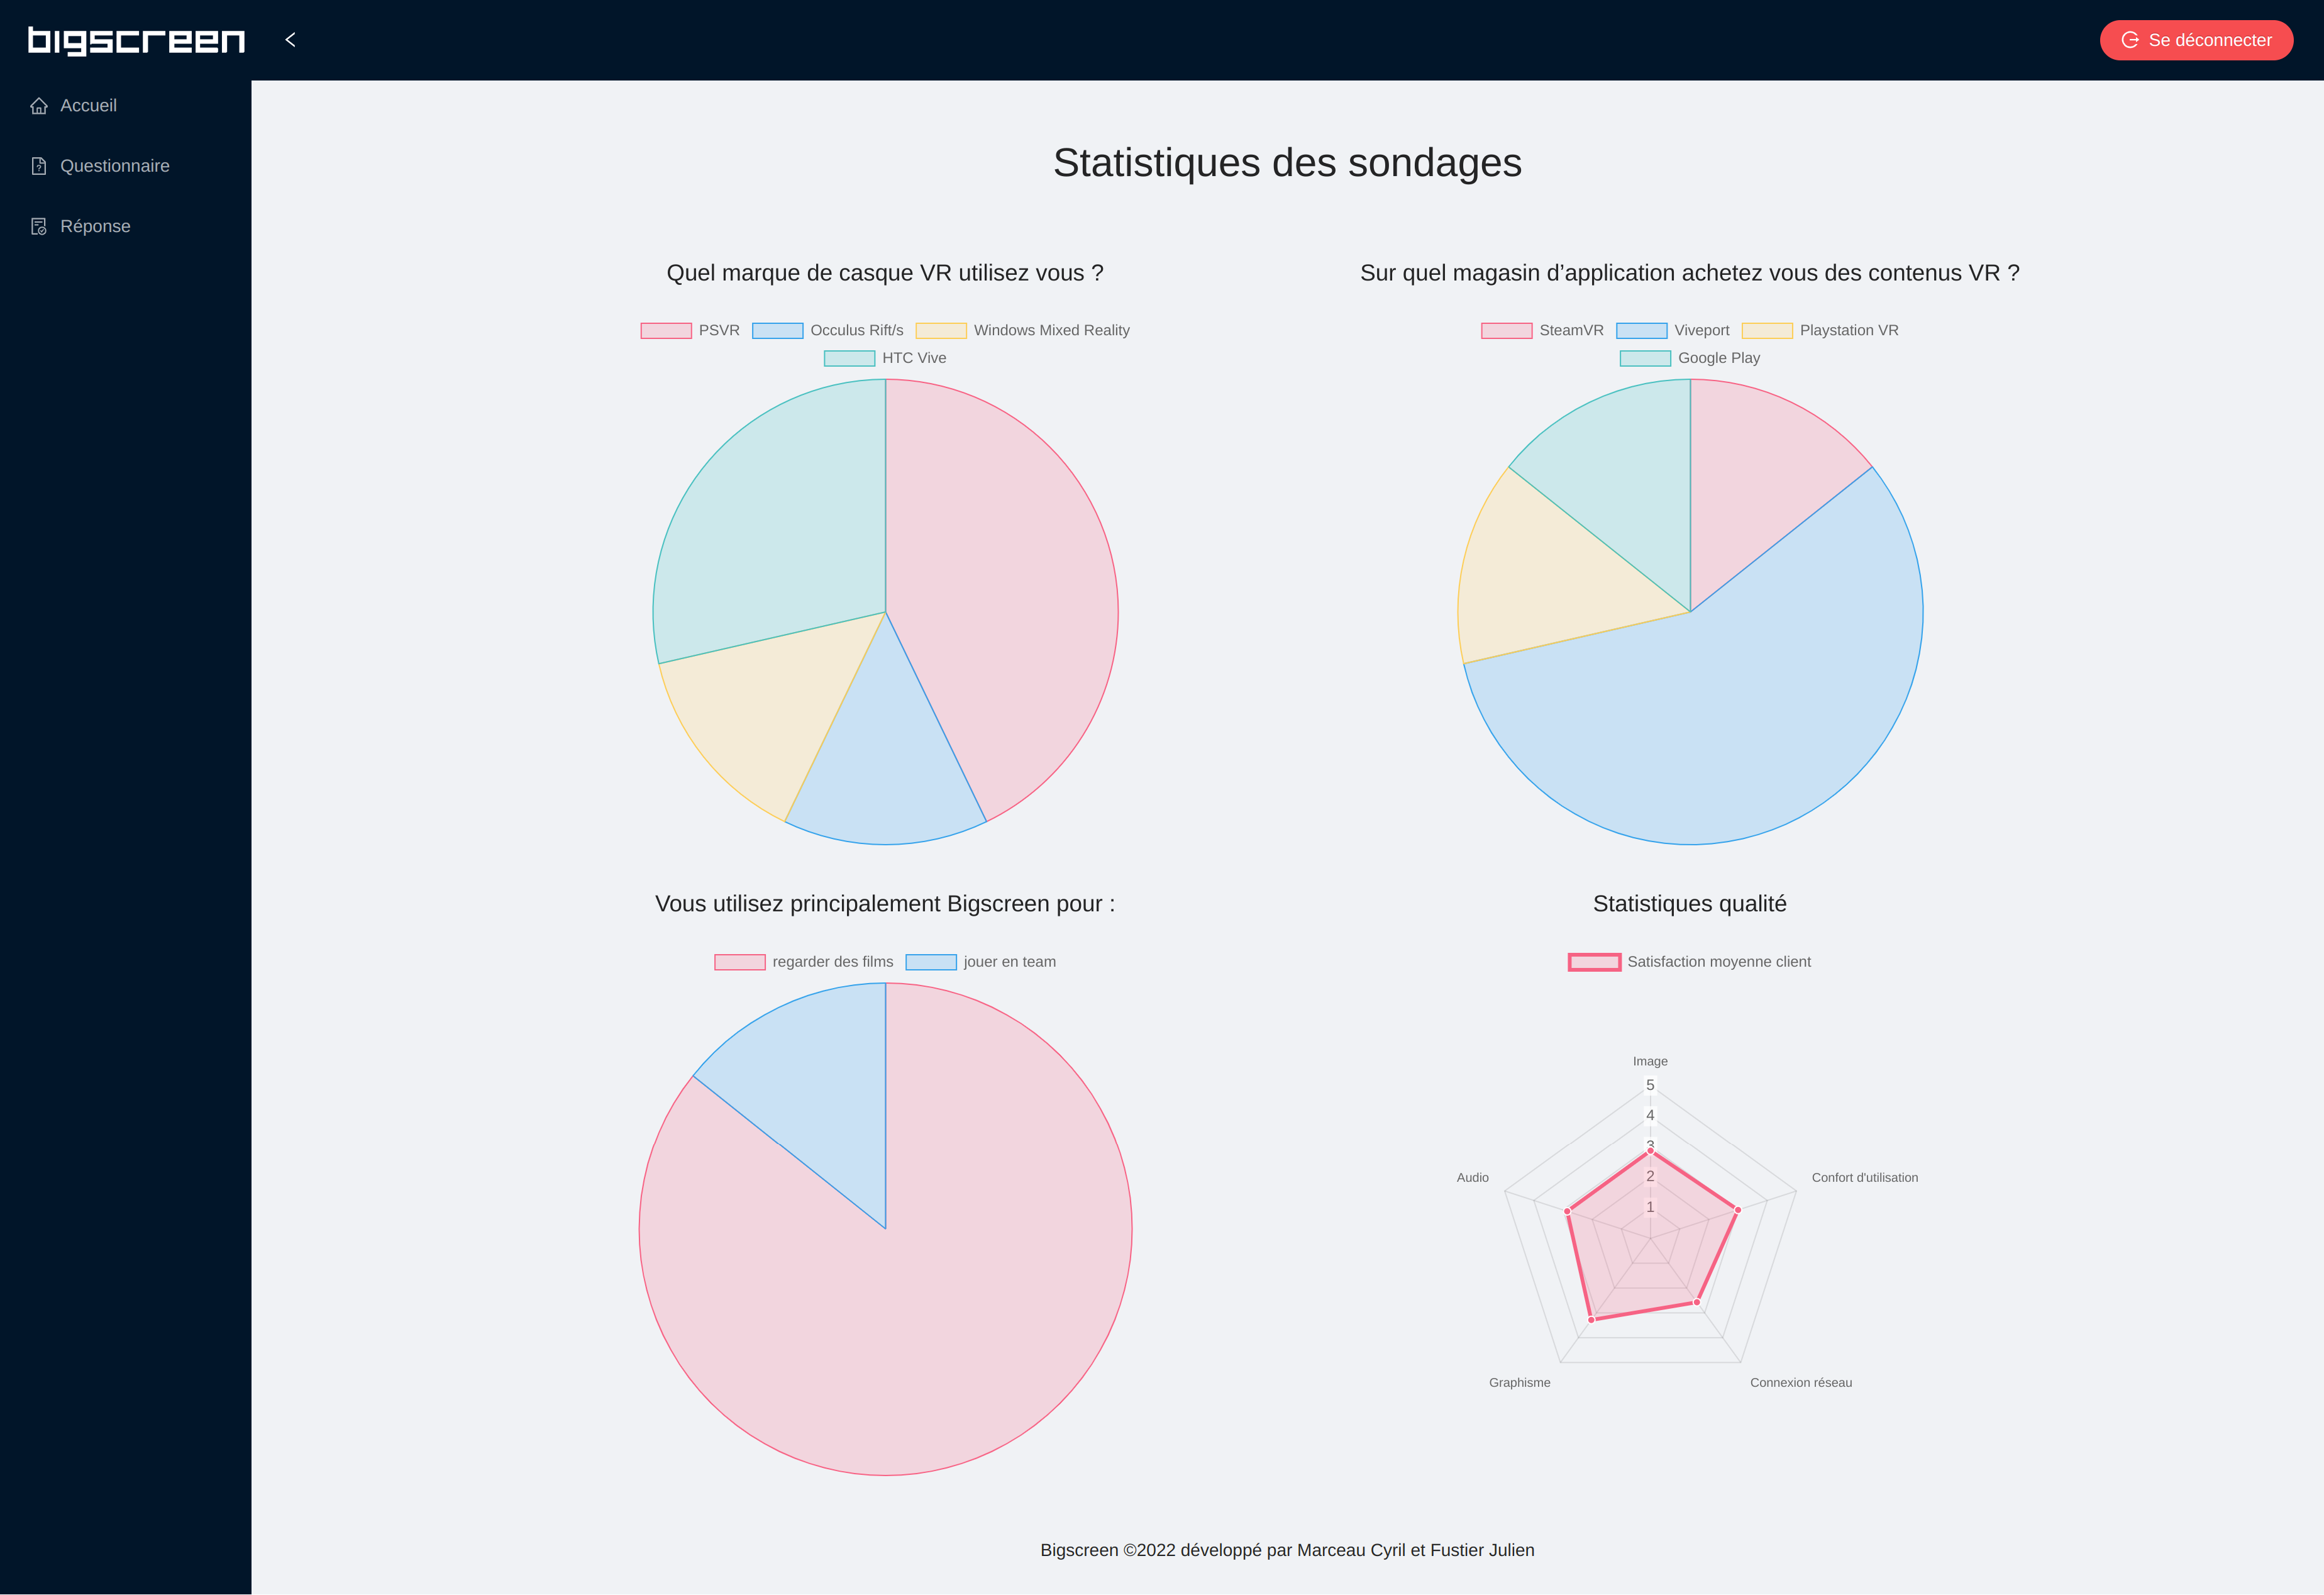 bigscreen
Se déconnecter
Accueil
Questionnaire
Réponse
Statistiques des sondages
Quel marque de casque VR utilisez vous ?
PSVR Occulus Rift/s Windows Mixed Reality
HTC Vive
Sur quel magasin d’application achetez vous des contenus VR ?
SteamVR Viveport Playstation VR
Google Play
Vous utilisez principalement Bigscreen pour :
regarder des films jouer en team
Statistiques qualité
Satisfaction moyenne client
Image
5
4
3
2
1
Audio
Confort d'utilisation
Graphisme
Connexion réseau
Bigscreen ©2022 développé par Marceau Cyril et Fustier Julien